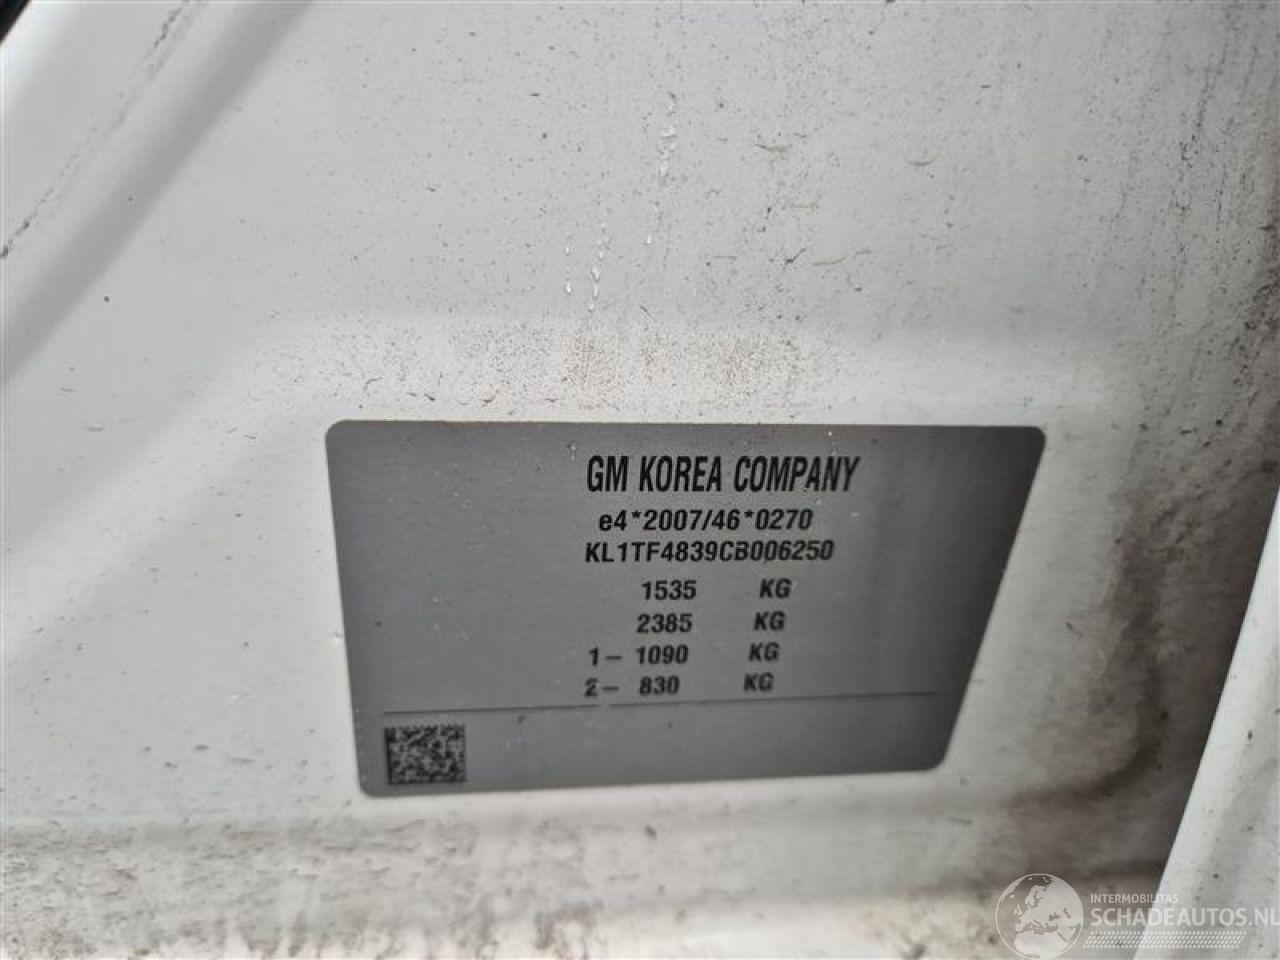 GM KOREA COMPANY
e4*2007/46*0270
KL1TF4839CB006250
1535 KG
2385 KG
1– 1090 KG
2– 830 KG
INTERMOBILITAS
SCHADEAUTOS.NL